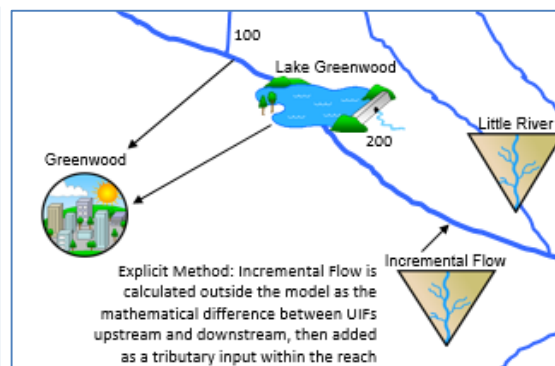 100
Lake Greenwood
Little River
200
Greenwood
Incremental Flow
Explicit Method: Incremental Flow is
calculated outside the model as the
mathematical difference between UIFs
upstream and downstream, then added
as a tributary input within the reach